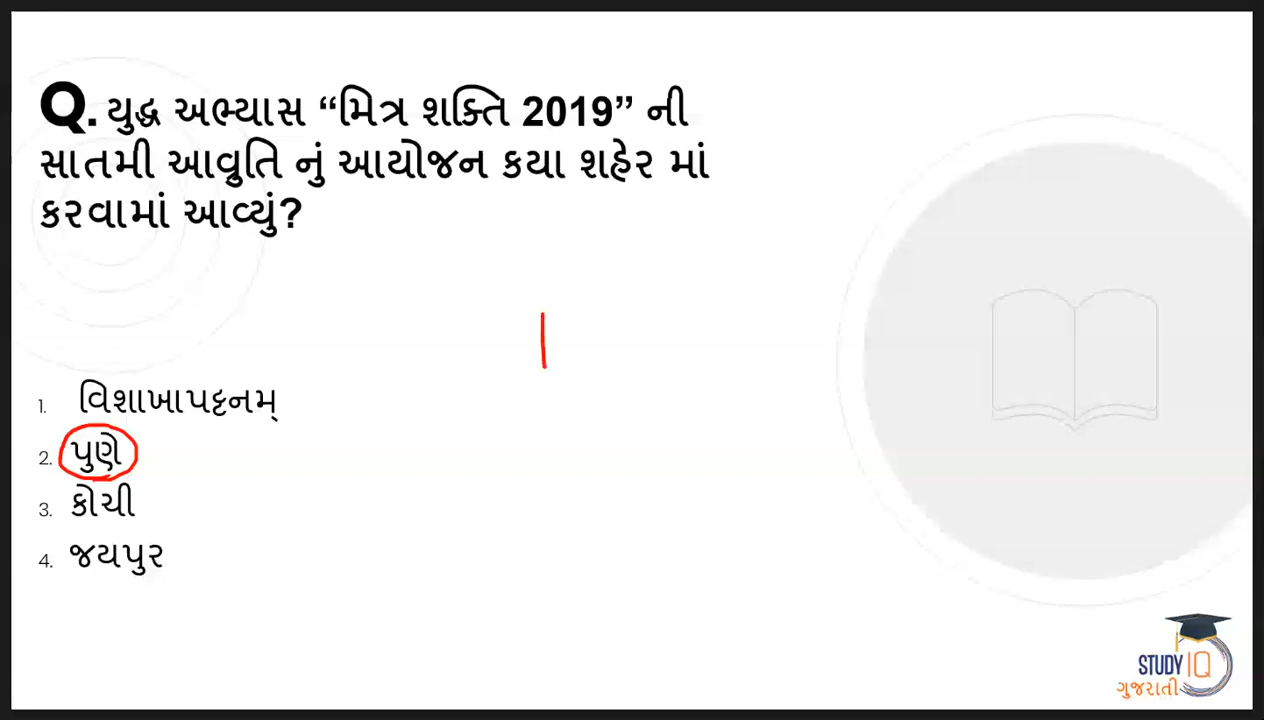 Q. યુદ્ધ અભ્યાસ “મિત્ર શક્તિ 2019” ની
સાતમી આવ્રુતિ નું આયોજન કયા શહેર માં
કરવામાં આવ્યું?
1. વિશાખાપટ્ટનમ્
2. પુણે
3. કોચી
4. જયપુર
STUDY IQ
ગુજરાતી